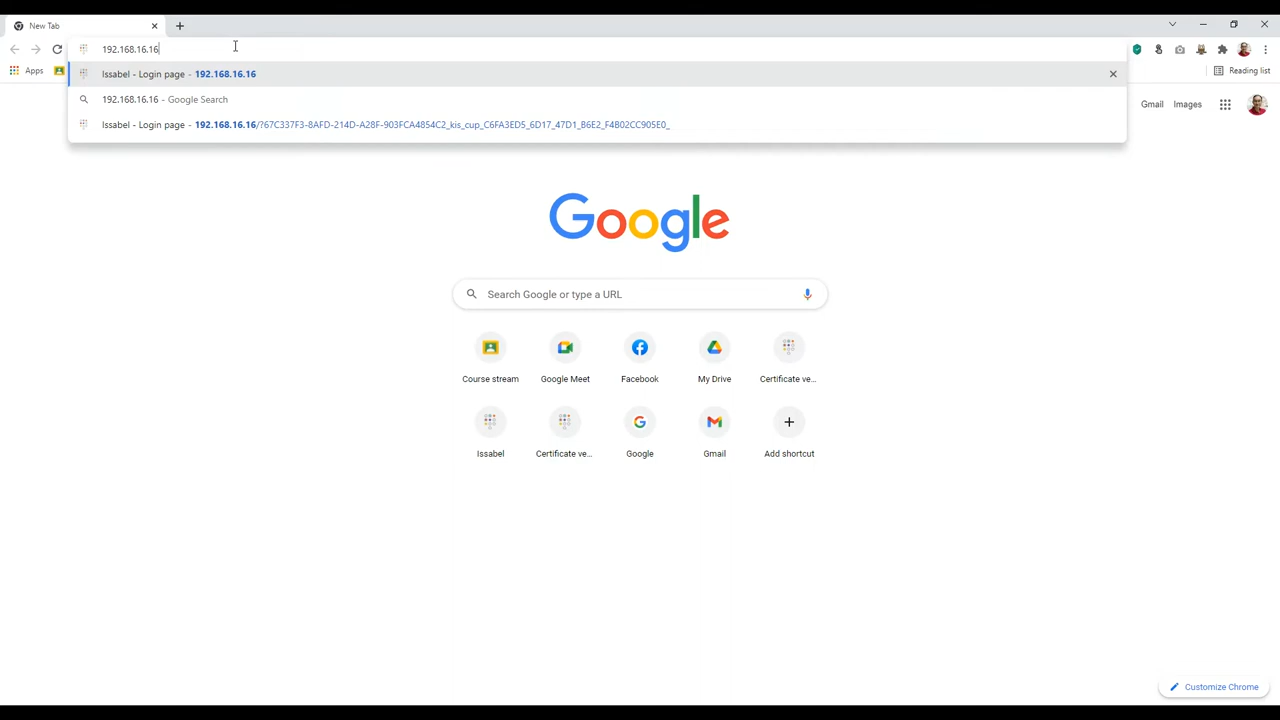 New Tab
192.168.16.16
Issabel - Login page - 192.168.16.16
192.168.16.16 - Google Search
Issabel - Login page - 192.168.16.16/?67C337F3-8AFD-214D-A28F-903FCA4854C2_kis_cup_C6FA3ED5_6D17_47D1_B6E2_F4B02CC905E0_
Apps
Reading list
Gmail Images
Google
Search Google or type a URL
Course stream Google Meet Facebook My Drive Certificate ve...
Issabel Certificate ve... Google Gmail Add shortcut
Customize Chrome